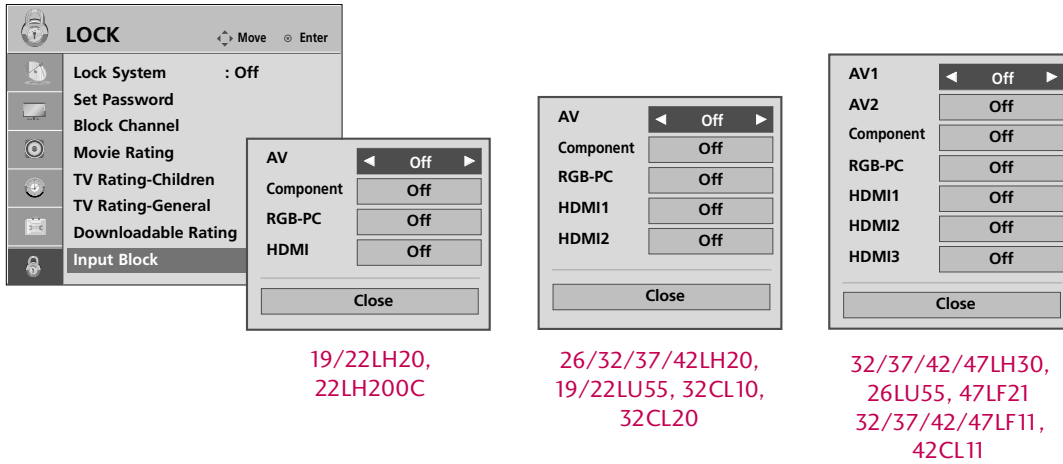 LOCK
Move
Enter
Lock System : Off
Set Password
Block Channel
Movie Rating
TV Rating-Children
TV Rating-General
Downloadable Rating
Input Block
AV Off
Component Off
RGB-PC Off
HDMI Off
Close
19/22LH20,
22LH200C
AV Off
Component Off
RGB-PC Off
HDMI1 Off
HDMI2 Off
Close
26/32/37/42LH20,
19/22LU55, 32CL10,
32CL20
AV1 Off
AV2 Off
Component Off
RGB-PC Off
HDMI1 Off
HDMI2 Off
HDMI3 Off
Close
32/37/42/47LH30,
26LU55, 47LF21
32/37/42/47LF11,
42CL11